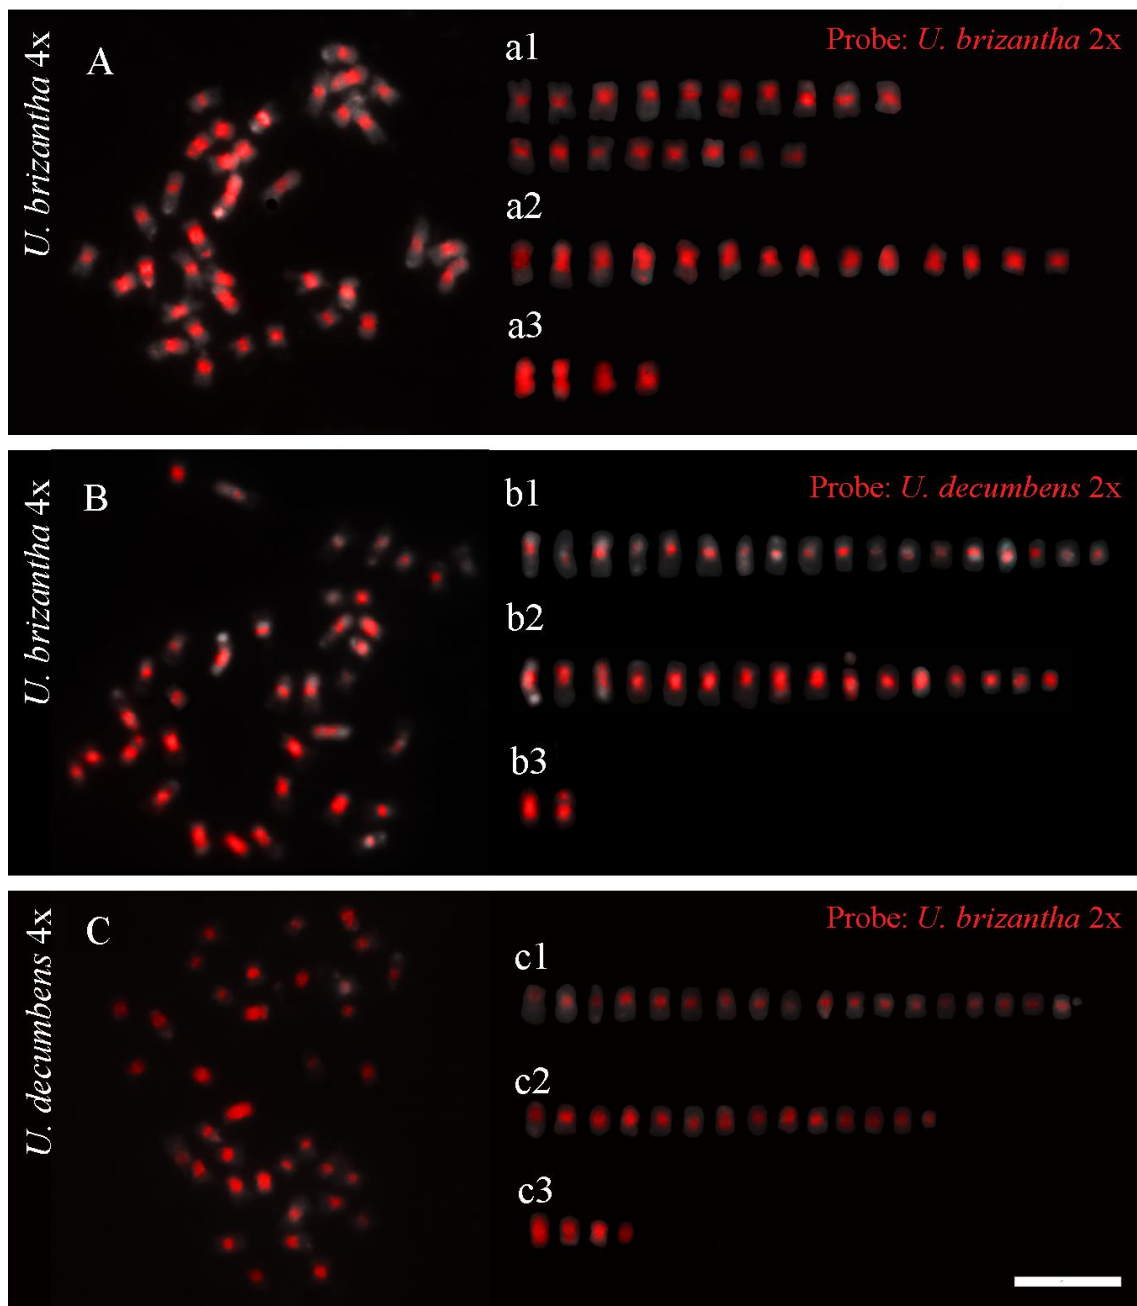 U. brizantha 4x
A
a1
Probe: U. brizantha 2x
a2
a3
U. brizantha 4x
B
b1
Probe: U. decumbens 2x
b2
b3
U. decumbens 4x
C
c1
Probe: U. brizantha 2x
c2
c3